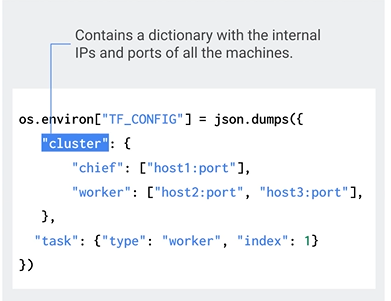 Contains a dictionary with the internal
IPs and ports of all the machines.
os.environ["TF_CONFIG"] = json.dumps({
"cluster": {
"chief": ["host1:port"],
"worker": ["host2:port", "host3:port"],
},
"task": {"type": "worker", "index": 1}
})